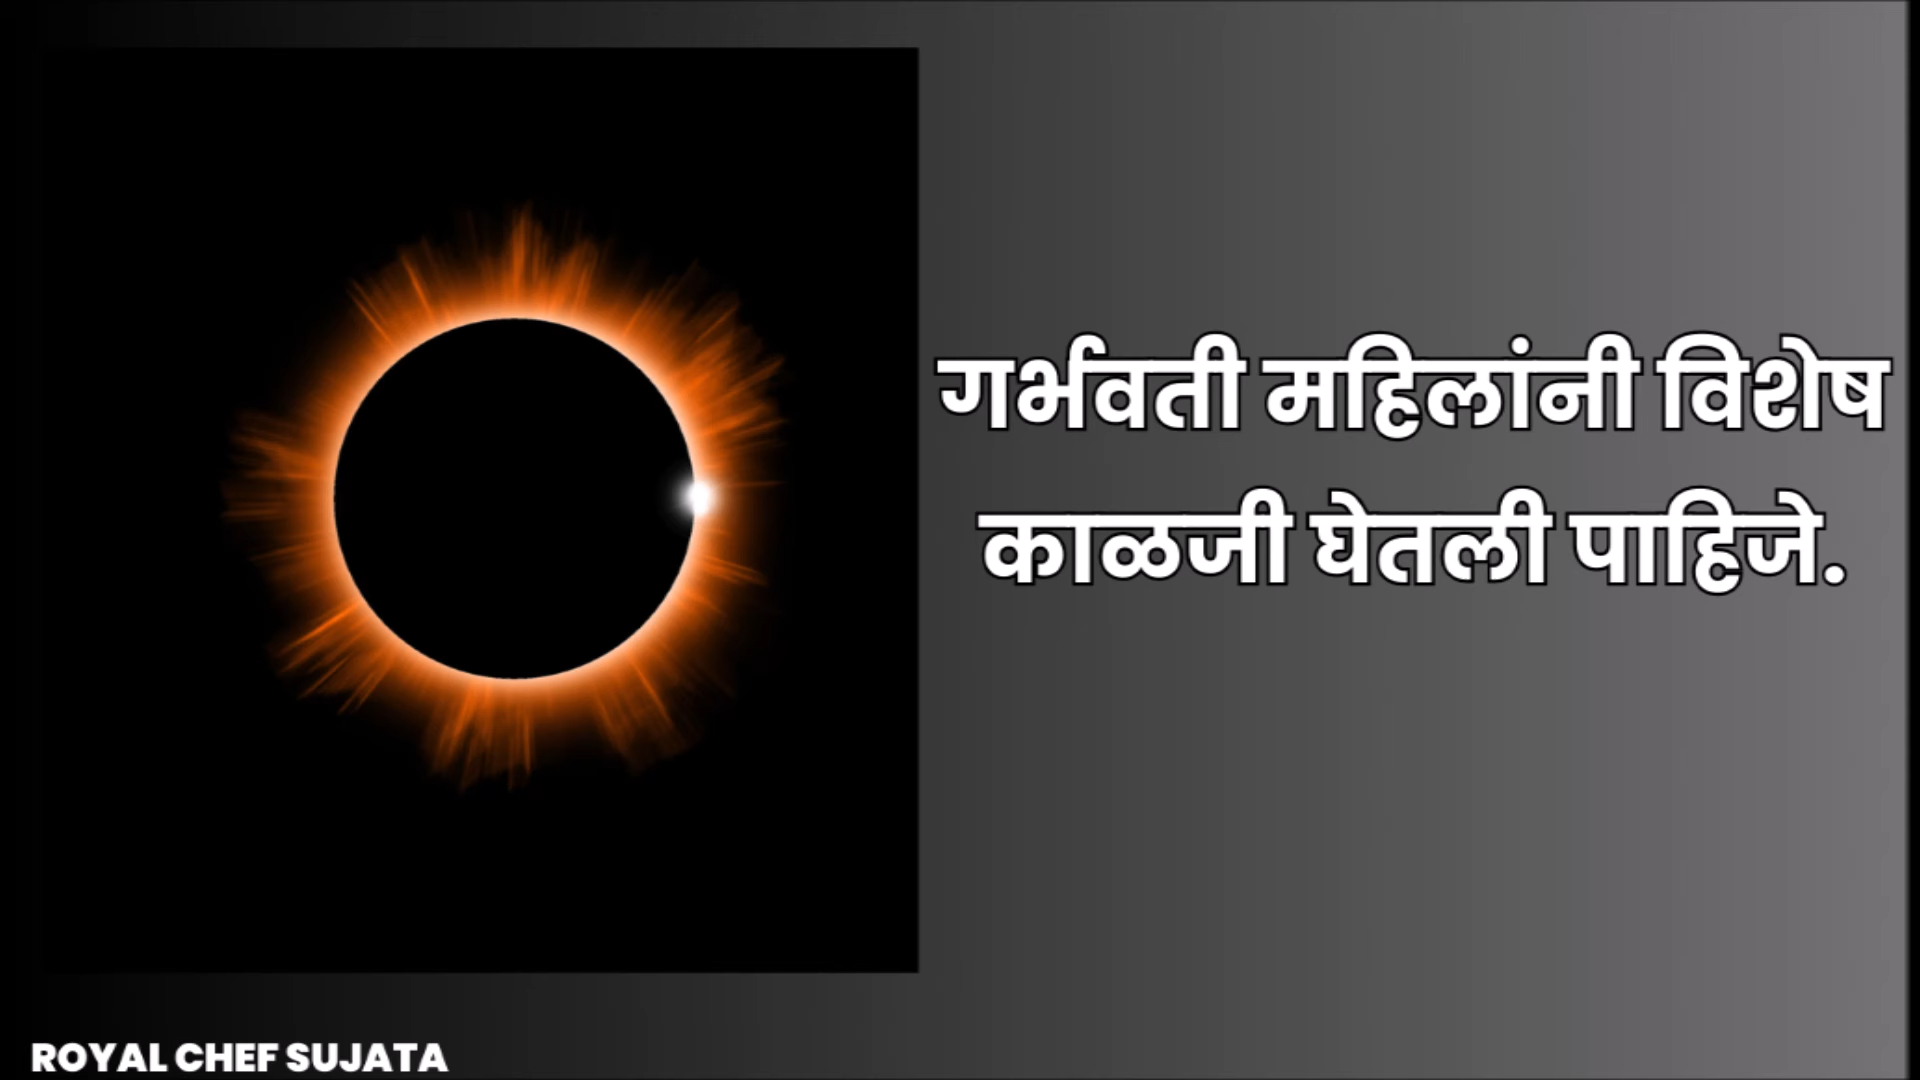 गर्भवती महिलांनी विशेष
काळजी घेतली पाहिजे.
ROYAL CHEF SUJATA